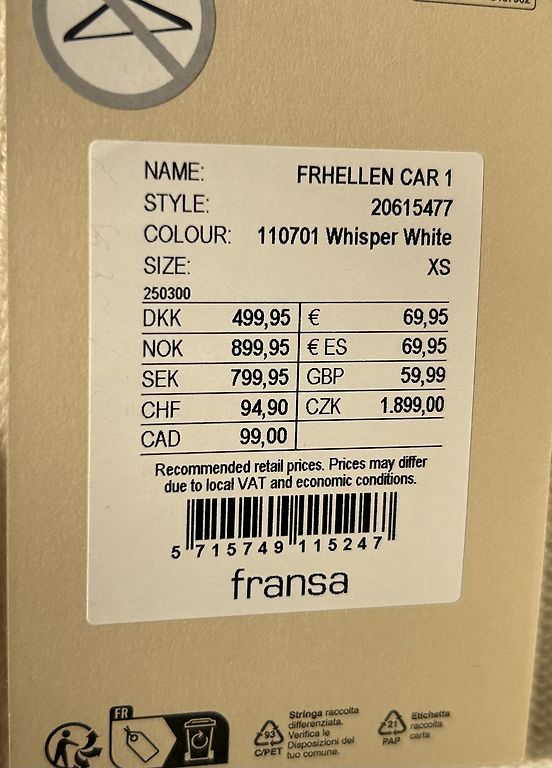 NAME: FRHELLEN CAR 1
STYLE: 20615477
COLOUR: 110701 Whisper White
SIZE: XS
250300
DKK 499,95 € 69,95
NOK 899,95 € ES 69,95
SEK 799,95 GBP 59,99
CHF 94,90 CZK 1.899,00
CAD 99,00
Recommended retail prices. Prices may differ
due to local VAT and economic conditions.
5 715749 115247
fransa
FR
93
C/PET
Stringa raccolta
differenziata.
Verifica le
Disposizioni del
tuo comune.
21
PAP
Etichetta
raccolta
carta